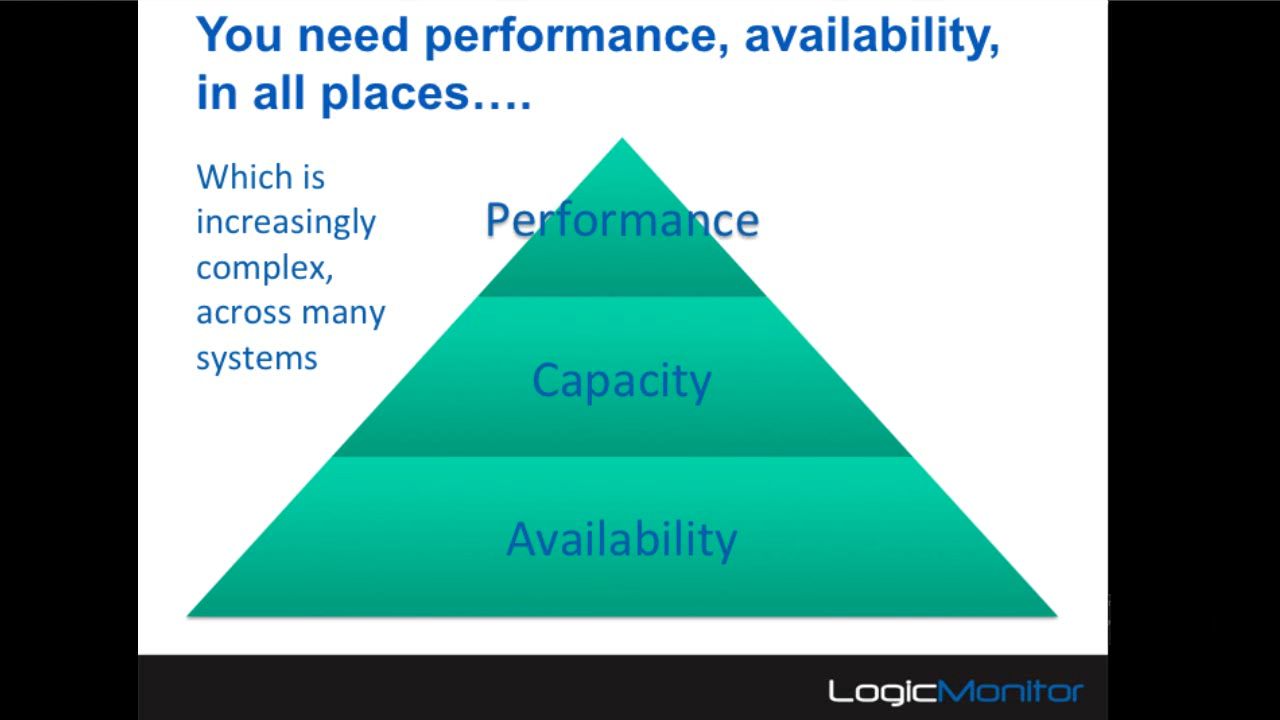 You need performance, availability,
in all places….
Which is
increasingly
complex,
across many
systems
Performance
Capacity
Availability
LogicMonitor